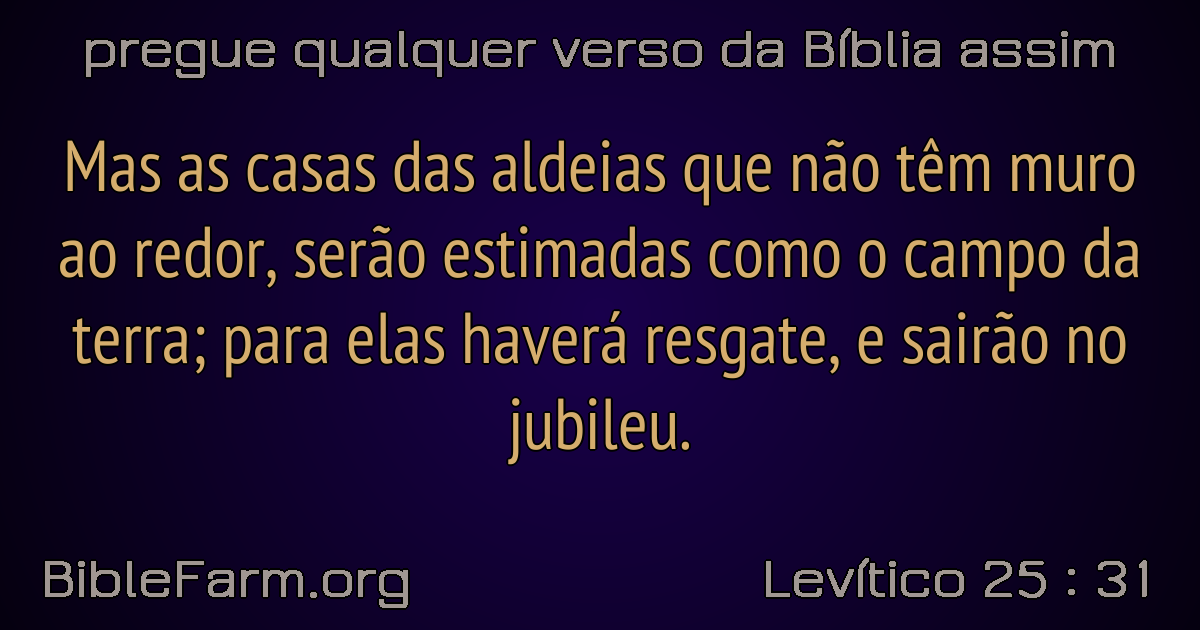 pregue qualquer verso da Bíblia assim
Mas as casas das aldeias que não têm muro
ao redor, serão estimadas como o campo da
terra; para elas haverá resgate, e sairão no
jubileu.
BibleFarm.org
Levítico 25 : 31